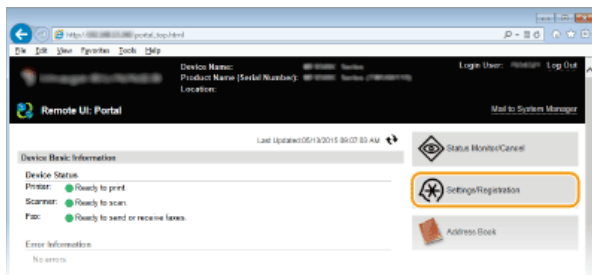 http:// portal_top.html
File Edit View Favorites Tools Help
Device Name: Series
Product Name (Serial Number): Series
Location:
Login User: Log Out
Remote UI: Portal
Mail to System Manager
Last Updated:05/13/2015 09:07:03 AM
Device Basic Information
Device Status
Printer: Ready to print.
Scanner: Ready to scan.
Fax: Ready to send or receive faxes.
Error Information
No errors.
Status Monitor/Cancel
Settings/Registration
Address Book